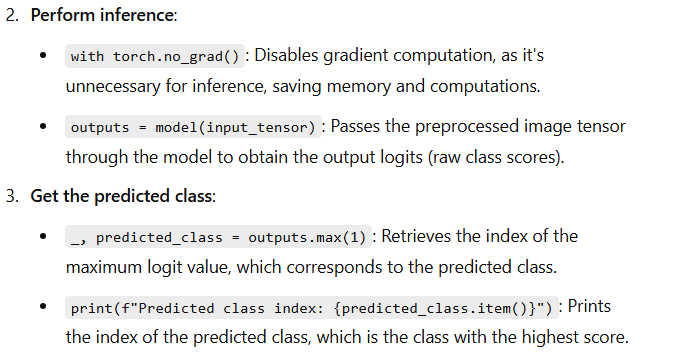 2. Perform inference:
• with torch.no_grad() : Disables gradient computation, as it's
unnecessary for inference, saving memory and computations.
• outputs = model(input_tensor) : Passes the preprocessed image tensor
through the model to obtain the output logits (raw class scores).
3. Get the predicted class:
• _, predicted_class = outputs.max(1) : Retrieves the index of the
maximum logit value, which corresponds to the predicted class.
• print(f"Predicted class index: {predicted_class.item()}") : Prints
the index of the predicted class, which is the class with the highest score.